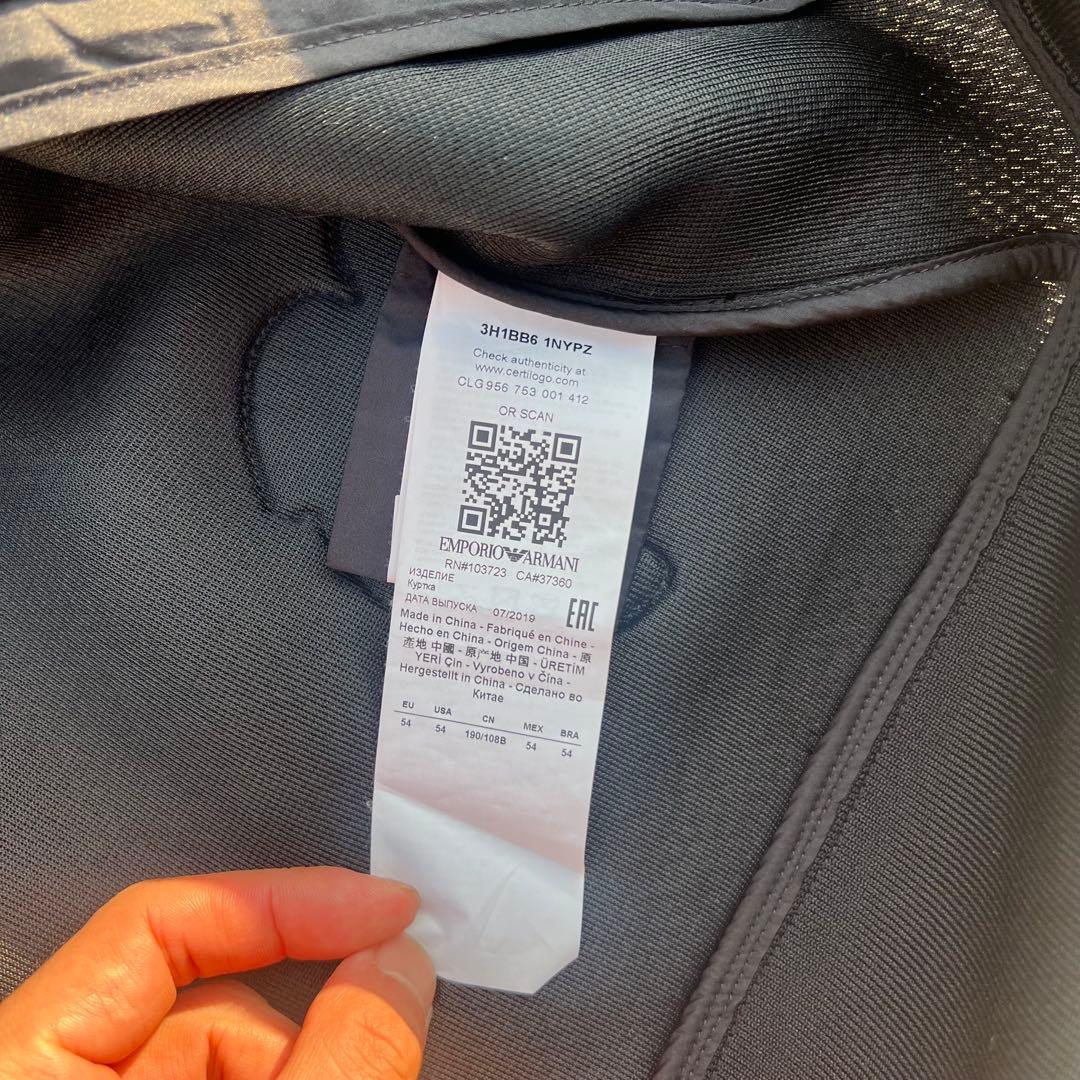 3H1BB6 1NYPZ
Check authenticity at
www.certilogo.com
CLG 956 753 001 412
OR SCAN
EMPORIO ARMANI
RN#103723 CA#37360
ИЗДЕЛИЕ
Куртка
ДАТА ВЫПУСКА 07/2019
EAC
Made in China - Fabriqué en Chine -
Hecho en China - Origem China - 原
產地 中國 - 原产地 中国 - ÜRETİM
YERİ Çin - Vyrobeno v Čína -
Hergestellt in China - Сделано во
Китае
EU USA CN MEX BRA
54 54 190/108B 54 54